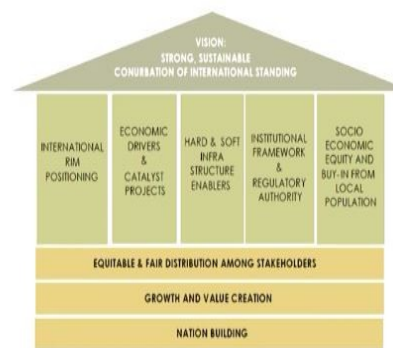 VISION:
STRONG, SUSTAINABLE
CONURBATION OF INTERNATIONAL STANDING
INTERNATIONAL
RIM
POSITIONING
ECONOMIC
DRIVERS
&
CATALYST
PROJECTS
HARD & SOFT
INFRA
STRUCTURE
ENABLERS
INSTITUTIONAL
FRAMEWORK
&
REGULATORY
AUTHORITY
SOCIO
ECONOMIC
EQUITY AND
BUY-IN FROM
LOCAL
POPULATION
EQUITABLE & FAIR DISTRIBUTION AMONG STAKEHOLDERS
GROWTH AND VALUE CREATION
NATION BUILDING